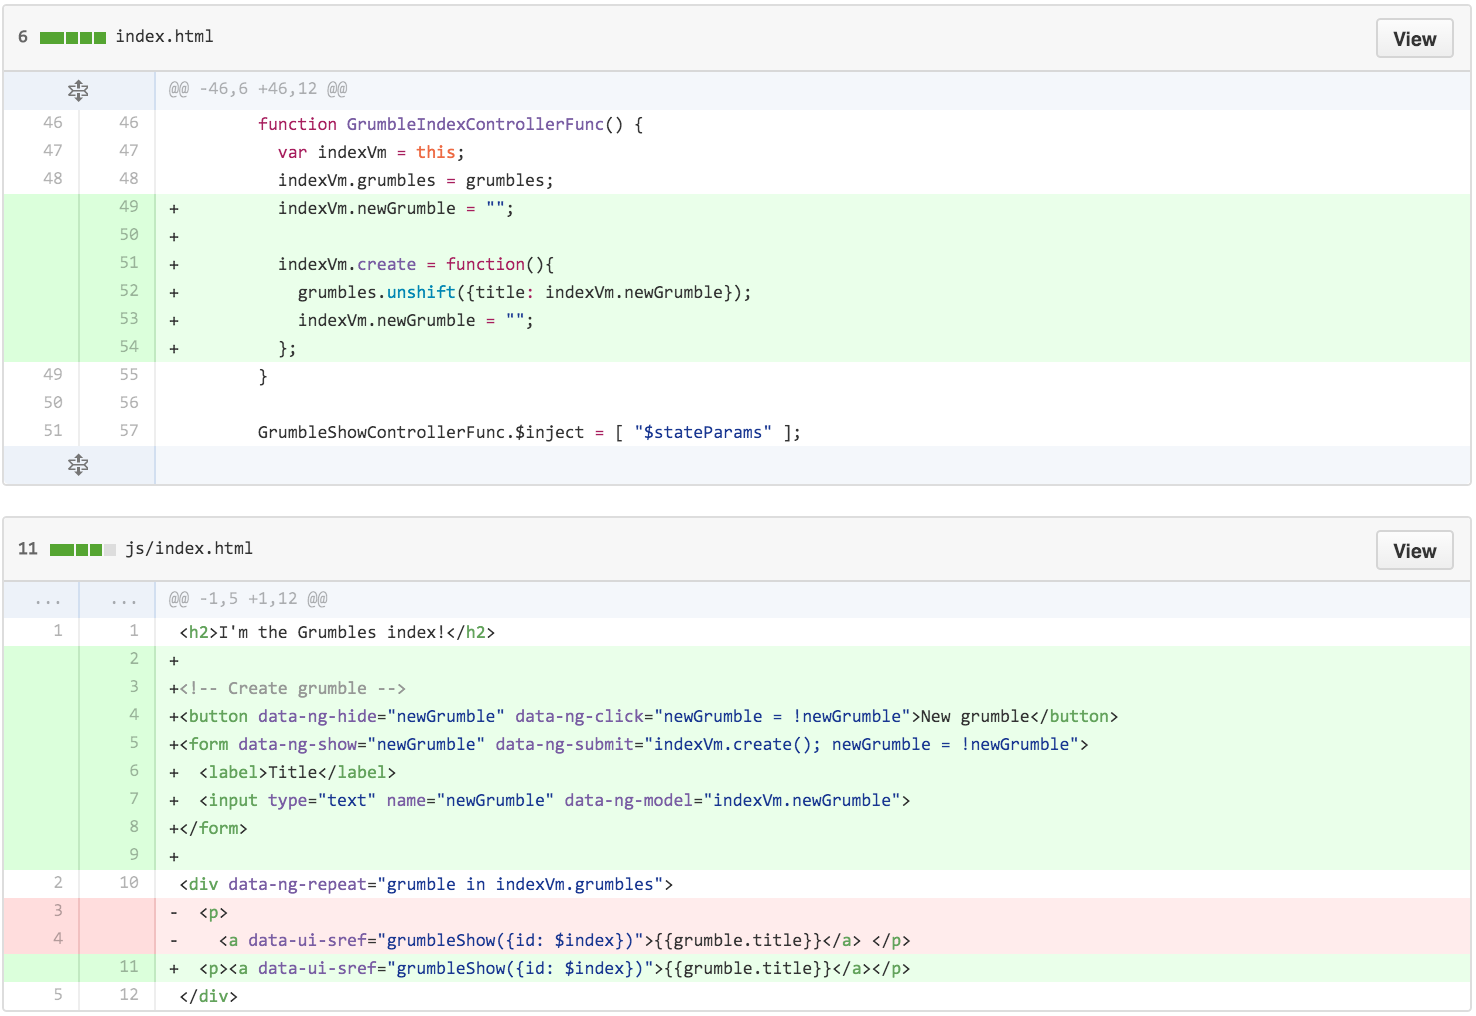 6 index.html View
@@ -46,6 +46,12 @@
46 46 function GrumbleIndexControllerFunc() {
47 47 var indexVm = this;
48 48 indexVm.grumbles = grumbles;
49 + indexVm.newGrumble = "";
50 +
51 + indexVm.create = function(){
52 + grumbles.unshift({title: indexVm.newGrumble});
53 + indexVm.newGrumble = "";
54 + };
49 55 }
50 56
51 57 GrumbleShowControllerFunc.$inject = [ "$stateParams" ];
11 js/index.html View
... ... @@ -1,5 +1,12 @@
1 1 <h2>I'm the Grumbles index!</h2>
2 +
3 +<!-- Create grumble -->
4 +<button data-ng-hide="newGrumble" data-ng-click="newGrumble = !newGrumble">New grumble</button>
5 +<form data-ng-show="newGrumble" data-ng-submit="indexVm.create(); newGrumble = !newGrumble">
6 + <label>Title</label>
7 + <input type="text" name="newGrumble" data-ng-model="indexVm.newGrumble">
8 +</form>
9 +
2 10 <div data-ng-repeat="grumble in indexVm.grumbles">
3 - <p>
4 - <a data-ui-sref="grumbleShow({id: $index})">{{grumble.title}}</a> </p>
11 + <p><a data-ui-sref="grumbleShow({id: $index})">{{grumble.title}}</a></p>
5 12 </div>